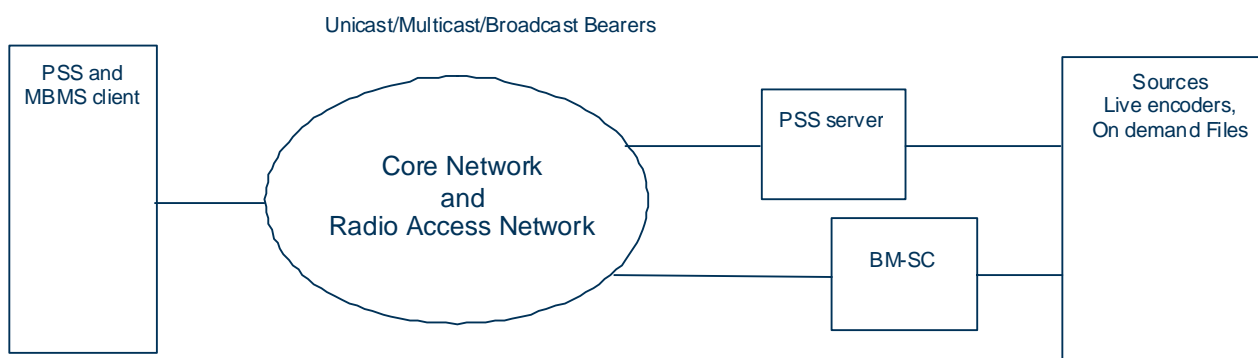 Unicast/Multicast/Broadcast Bearers
PSS and
MBMS client
Core Network
and
Radio Access Network
PSS server
BM-SC
Sources
Live encoders,
On demand Files